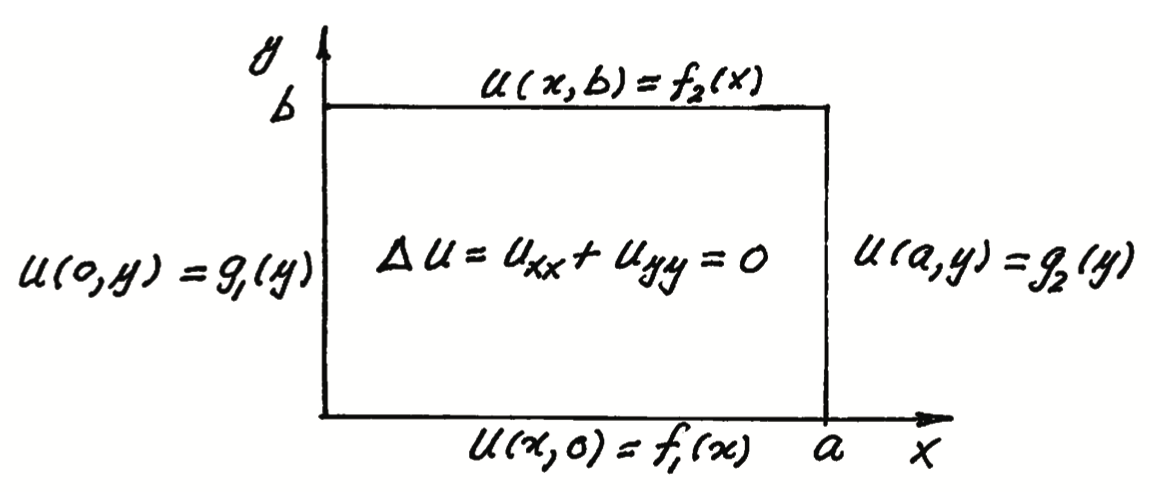 y
u(x,b) = f₂(x)
b
u(0,y) = g₁(y)
Δu = uₓₓ + u_yy = 0
u(a,y) = g₂(y)
u(x,0) = f₁(x)
a
x